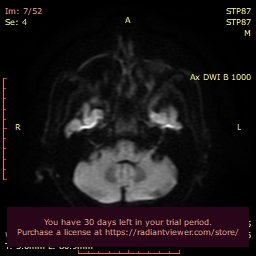 Im: 7/52
Se: 4
STP87
STP87
M
A
Ax DWI B 1000
R
L
You have 30 days left in your trial period.
Purchase a license at https://radiantviewer.com/store/